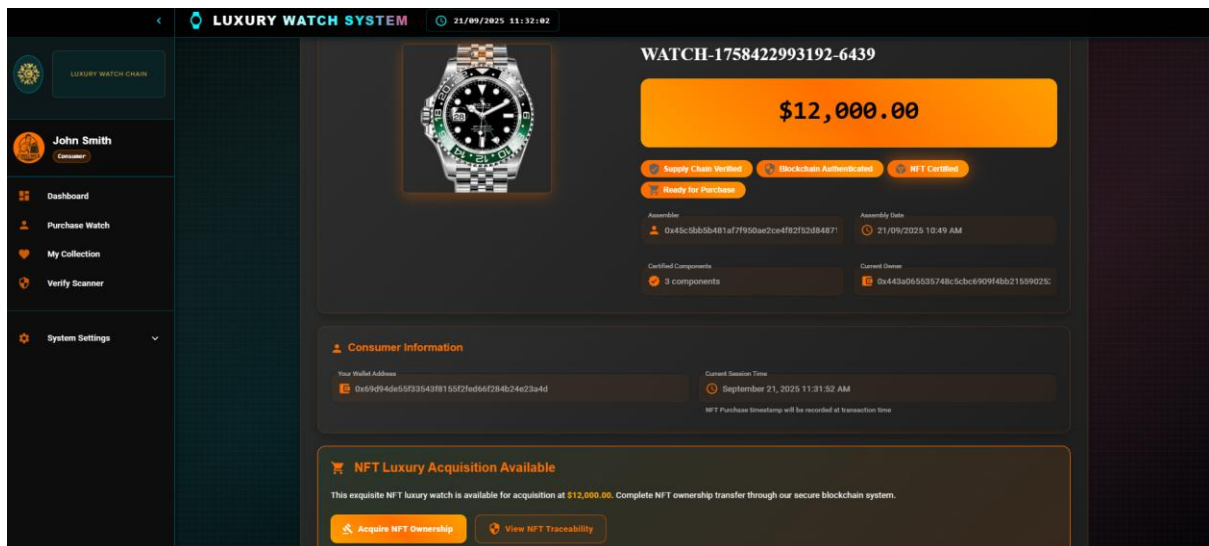 LUXURY WATCH SYSTEM
21/09/2025 11:32:02
LUXURY WATCH CHAIN
John Smith
Consumer
Dashboard
Purchase Watch
My Collection
Verify Scanner
System Settings
WATCH-1758422993192-6439
$12,000.00
Supply Chain Verified
Blockchain Authenticated
NFT Certified
Ready for Purchase
Assembler
0x45c5bb5b481af7f950ae2ce4f82f52d84871
Assembly Date
21/09/2025 10:49 AM
Certified Components
3 components
Current Owner
0x443a065535748c5cbc6909f4bb21559025
Consumer Information
Your Wallet Address
0x69d94de55f33543f8155f2fed66f284b24e23a4d
Current Session Time
September 21, 2025 11:31:52 AM
NFT Purchase timestamp will be recorded at transaction time
NFT Luxury Acquisition Available
This exquisite NFT luxury watch is available for acquisition at $12,000.00. Complete NFT ownership transfer through our secure blockchain system.
Acquire NFT Ownership
View NFT Traceability